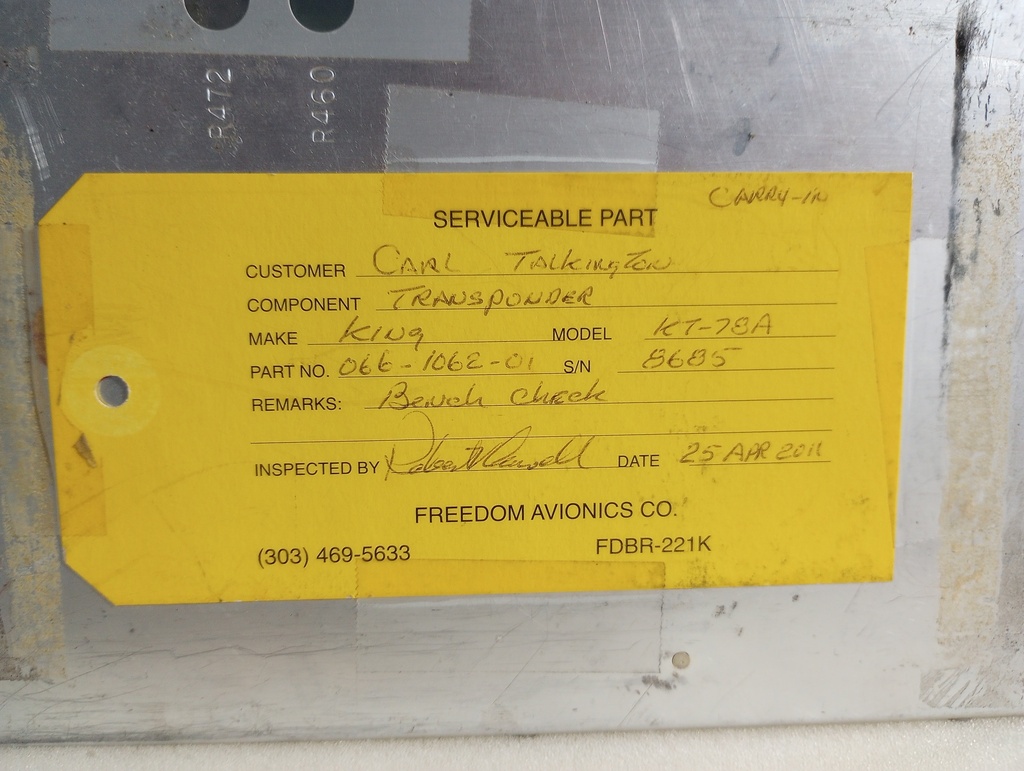 R472
R460
CARRY-IN
SERVICEABLE PART
CUSTOMER CARL TALKINGTON
COMPONENT TRANSPONDER
MAKE KING MODEL KT-78A
PART NO. 066-1062-01 S/N 8685
REMARKS: Bench Check
INSPECTED BY Robert DATE 25 APR 2011
FREEDOM AVIONICS CO.
(303) 469-5633 FDBR-221K